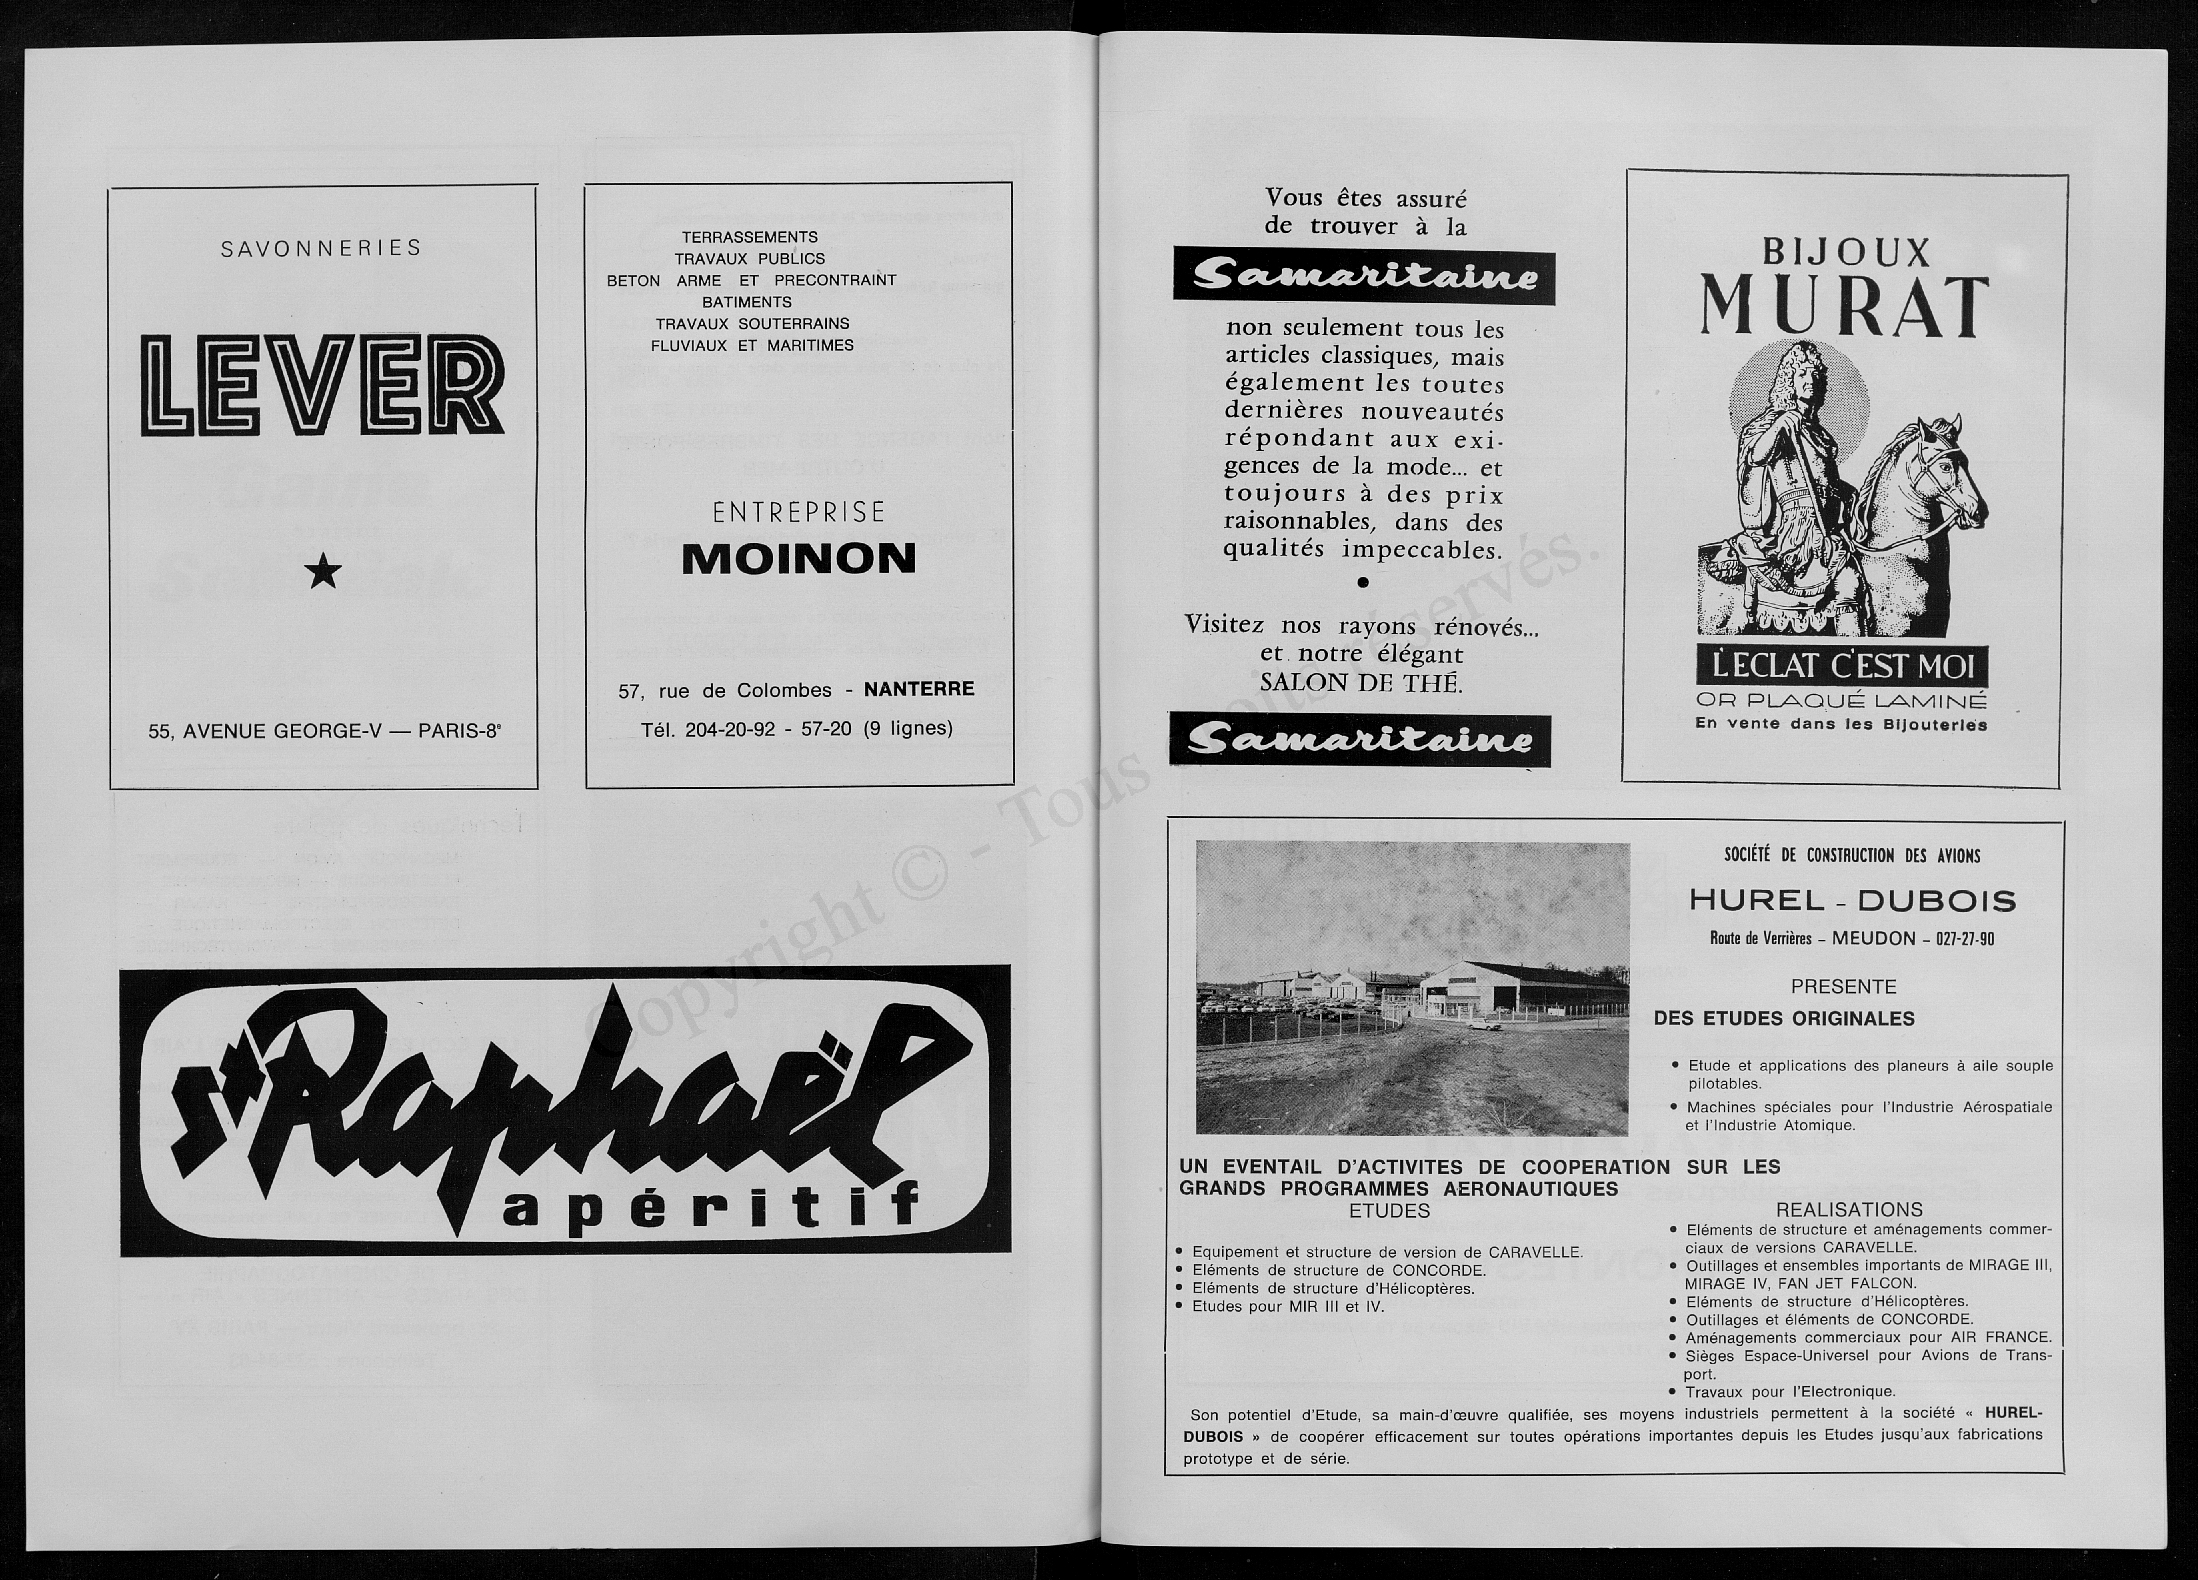 SAVONNERIES
LEVER
55, AVENUE GEORGE-V — PARIS-8e
TERRASSEMENTS
TRAVAUX PUBLICS
BETON ARME ET PRECONTRAINT
BATIMENTS
TRAVAUX SOUTERRAINS
FLUVIAUX ET MARITIMES
ENTREPRISE
MOINON
57, rue de Colombes - NANTERRE
Tél. 204-20-92 - 57-20 (9 lignes)
St Raphaël
apéritif
Vous êtes assuré
de trouver à la
Samaritaine
non seulement tous les
articles classiques, mais
également les toutes
dernières nouveautés
répondant aux exi-
gences de la mode... et
toujours à des prix
raisonnables, dans des
qualités impeccables.
Visitez nos rayons rénovés...
et notre élégant
SALON DE THÉ.
Samaritaine
BIJOUX
MURAT
L'ECLAT C'EST MOI
OR PLAQUÉ LAMINÉ
En vente dans les Bijouteries
SOCIÉTÉ DE CONSTRUCTION DES AVIONS
HUREL - DUBOIS
Route de Verrières - MEUDON - 027-27-90
PRESENTE
DES ETUDES ORIGINALES
• Etude et applications des planeurs à aile souple
pilotables.
• Machines spéciales pour l'Industrie Aérospatiale
et l'Industrie Atomique.
UN EVENTAIL D'ACTIVITES DE COOPERATION SUR LES
GRANDS PROGRAMMES AERONAUTIQUES
ETUDES
• Equipement et structure de version de CARAVELLE.
• Eléments de structure de CONCORDE.
• Eléments de structure d'Hélicoptères.
• Etudes pour MIR III et IV.
REALISATIONS
• Eléments de structure et aménagements commer-
ciaux de versions CARAVELLE.
• Outillages et ensembles importants de MIRAGE III,
MIRAGE IV, FAN JET FALCON.
• Eléments de structure d'Hélicoptères.
• Outillages et éléments de CONCORDE.
• Aménagements commerciaux pour AIR FRANCE.
• Sièges Espace-Universel pour Avions de Trans-
port.
• Travaux pour l'Electronique.
Son potentiel d'Etude, sa main-d'œuvre qualifiée, ses moyens industriels permettent à la société « HUREL-
DUBOIS » de coopérer efficacement sur toutes opérations importantes depuis les Etudes jusqu'aux fabrications
prototype et de série.
Copyright © - Tous droits réservés.